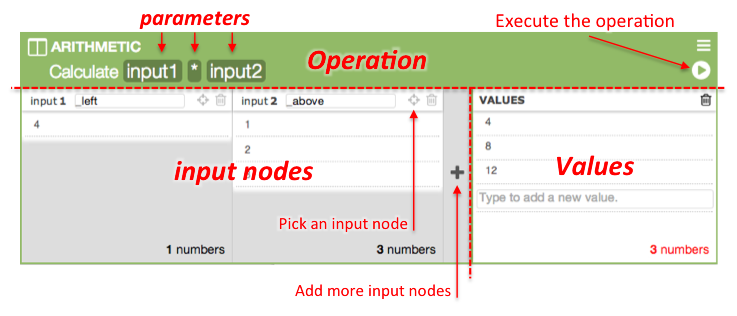 parameters
Execute the operation
ARITHMETIC
Calculate input1 * input2
Operation
input 1 _left
input 2 _above
VALUES
4
1
4
2
8
12
input nodes
Values
+
Type to add a new value.
Pick an input node
1 numbers
3 numbers
3 numbers
Add more input nodes